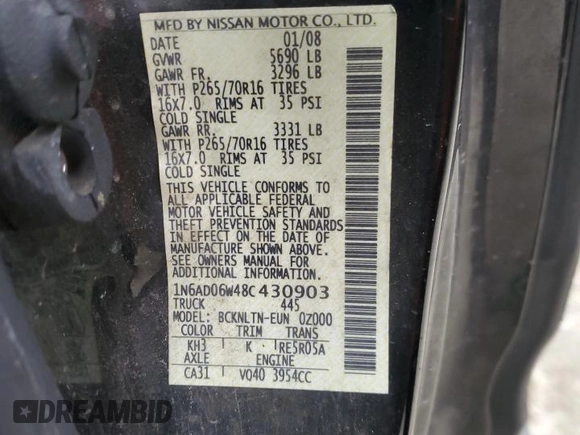 MFD BY NISSAN MOTOR CO., LTD.
DATE 01/08
GVWR 5690 LB
GAWR FR. 3296 LB
WITH P265/70R16 TIRES
16X7.0 RIMS AT 35 PSI
COLD SINGLE
GAWR RR. 3331 LB
WITH P265/70R16 TIRES
16X7.0 RIMS AT 35 PSI
COLD SINGLE
THIS VEHICLE CONFORMS TO
ALL APPLICABLE FEDERAL
MOTOR VEHICLE SAFETY AND
THEFT PREVENTION STANDARDS
IN EFFECT ON THE DATE OF
MANUFACTURE SHOWN ABOVE.
SEE OWNERS MANUAL FOR
ADDITIONAL INFORMATION.
1N6AD06W48C430903
TRUCK 445
MODEL: BCKNLTN-EUN 0Z000
COLOR TRIM TRANS
KH3 K RE5R05A
AXLE ENGINE
CA31 VQ40 3954CC
DREAMBID